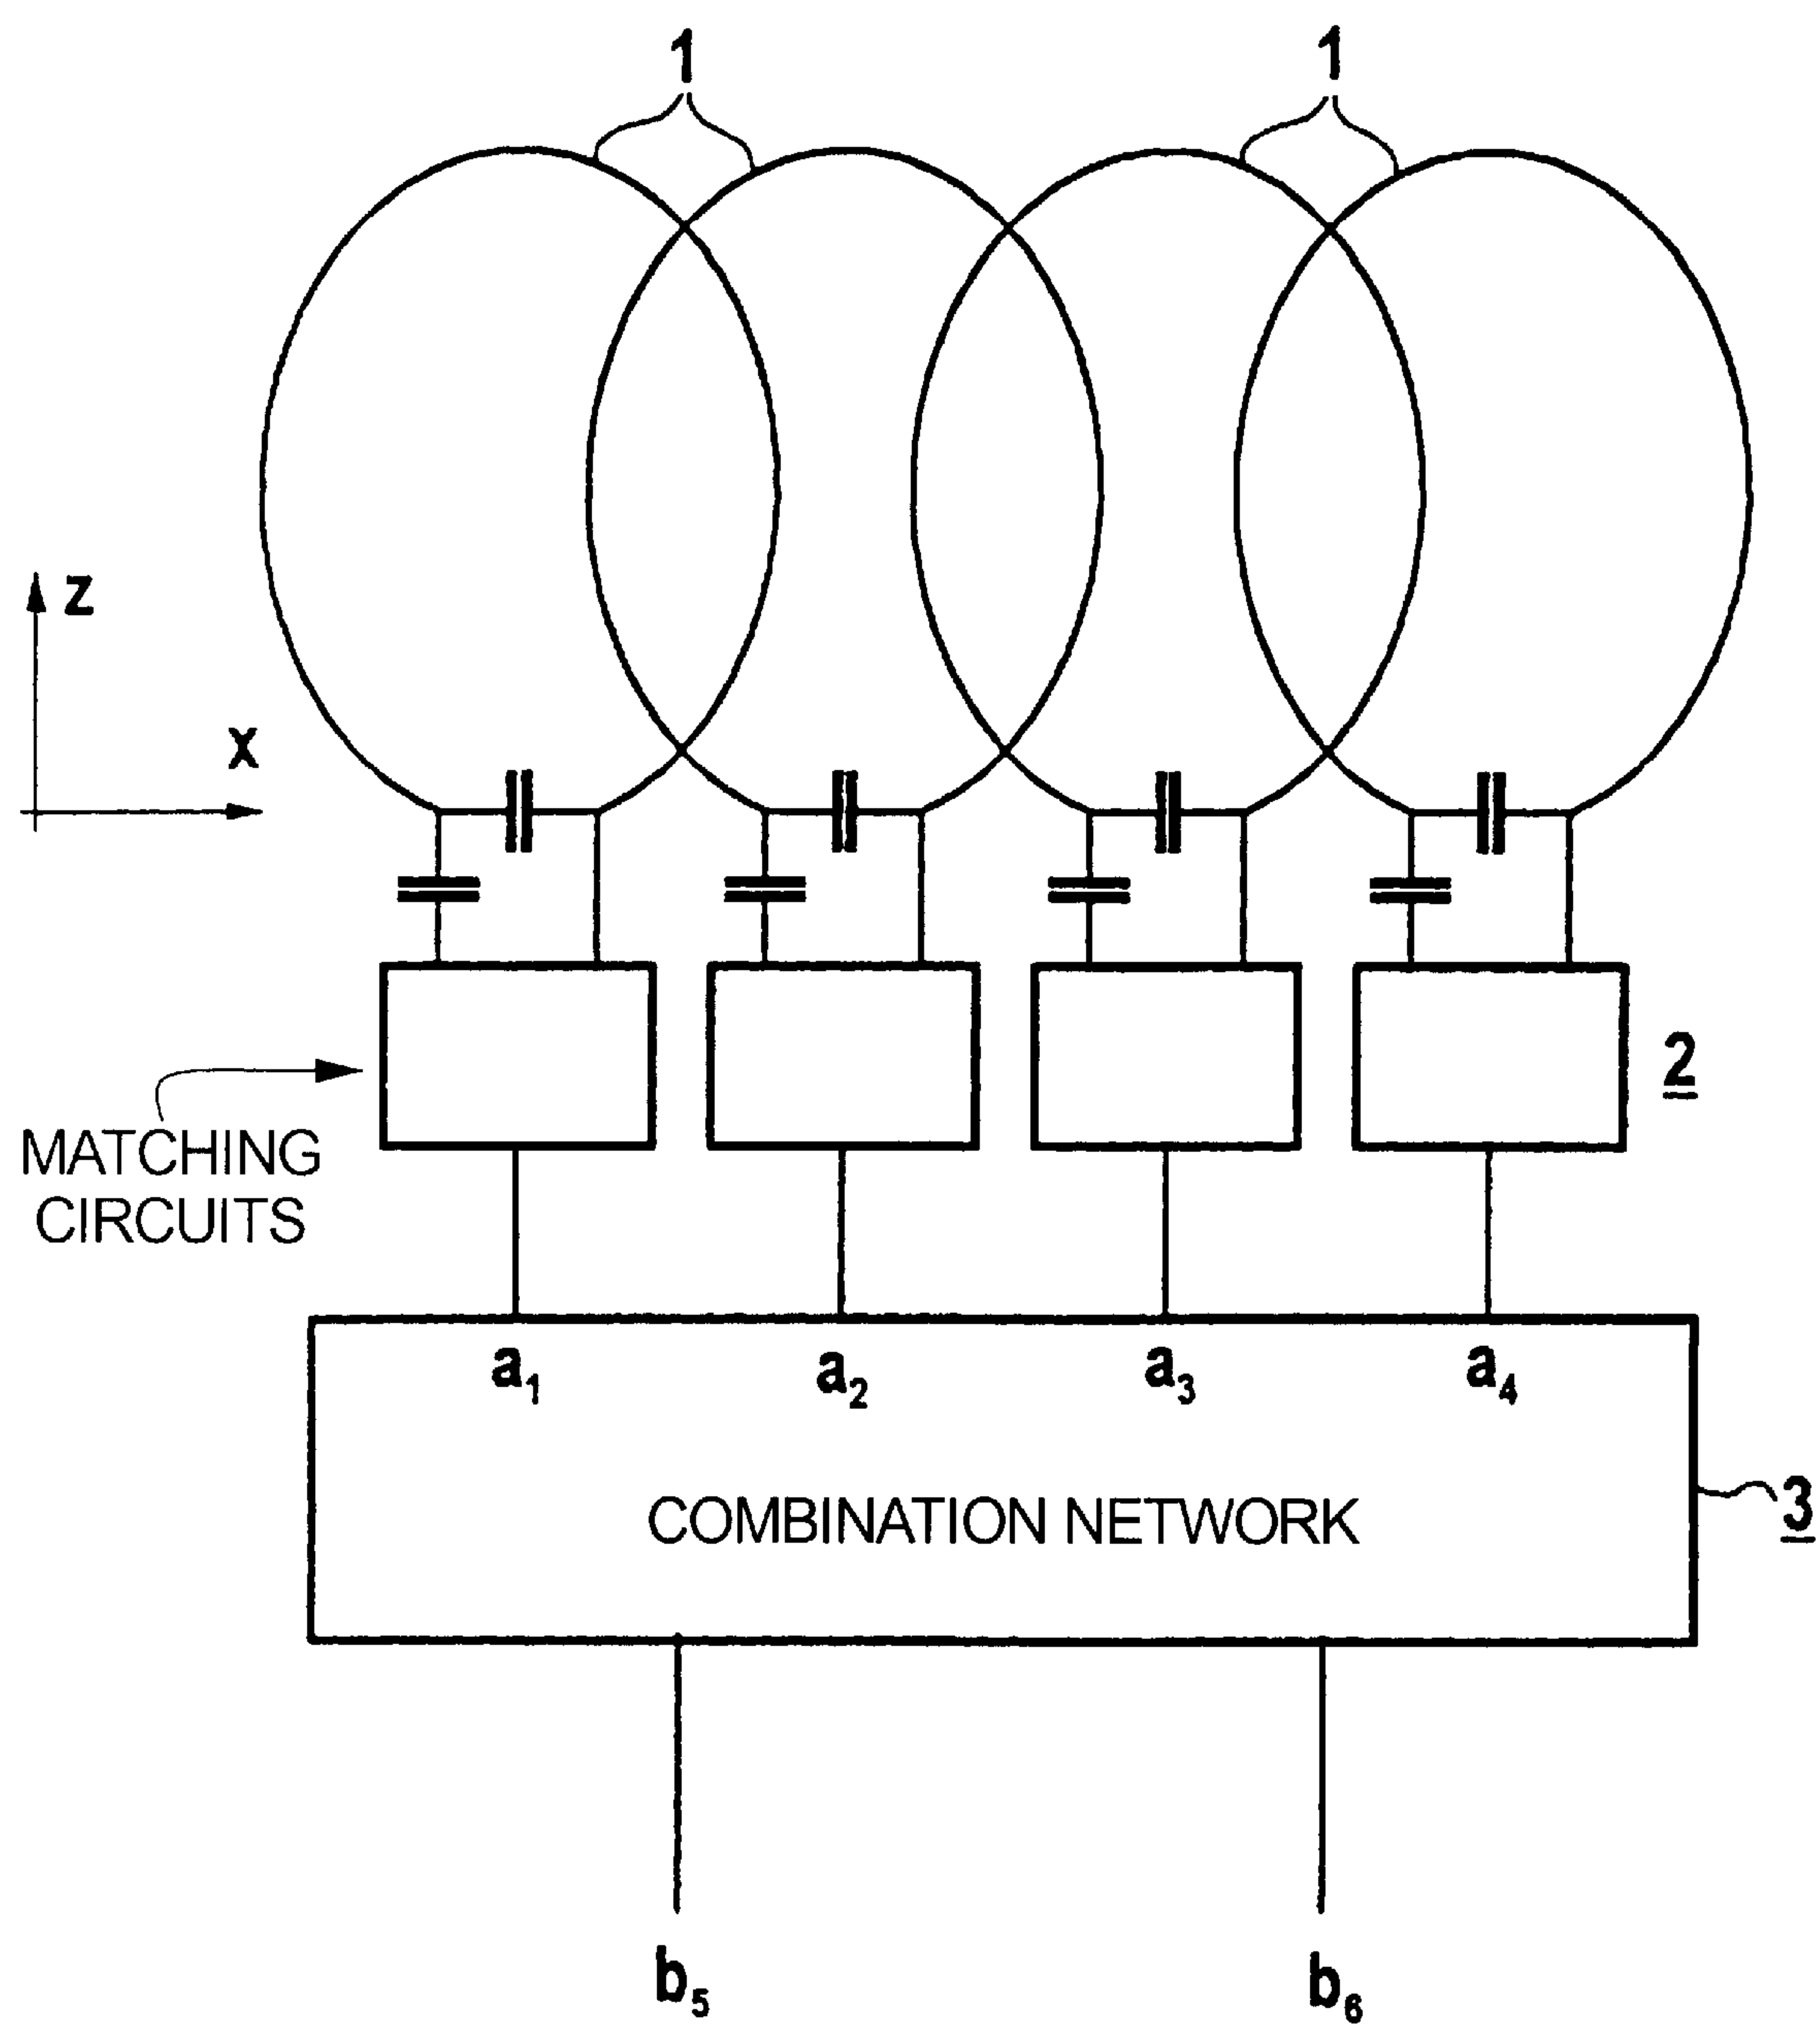 1 1
z
x
2
MATCHING
CIRCUITS
a₁ a₂ a₃ a₄
COMBINATION NETWORK
3
b₅ b₆